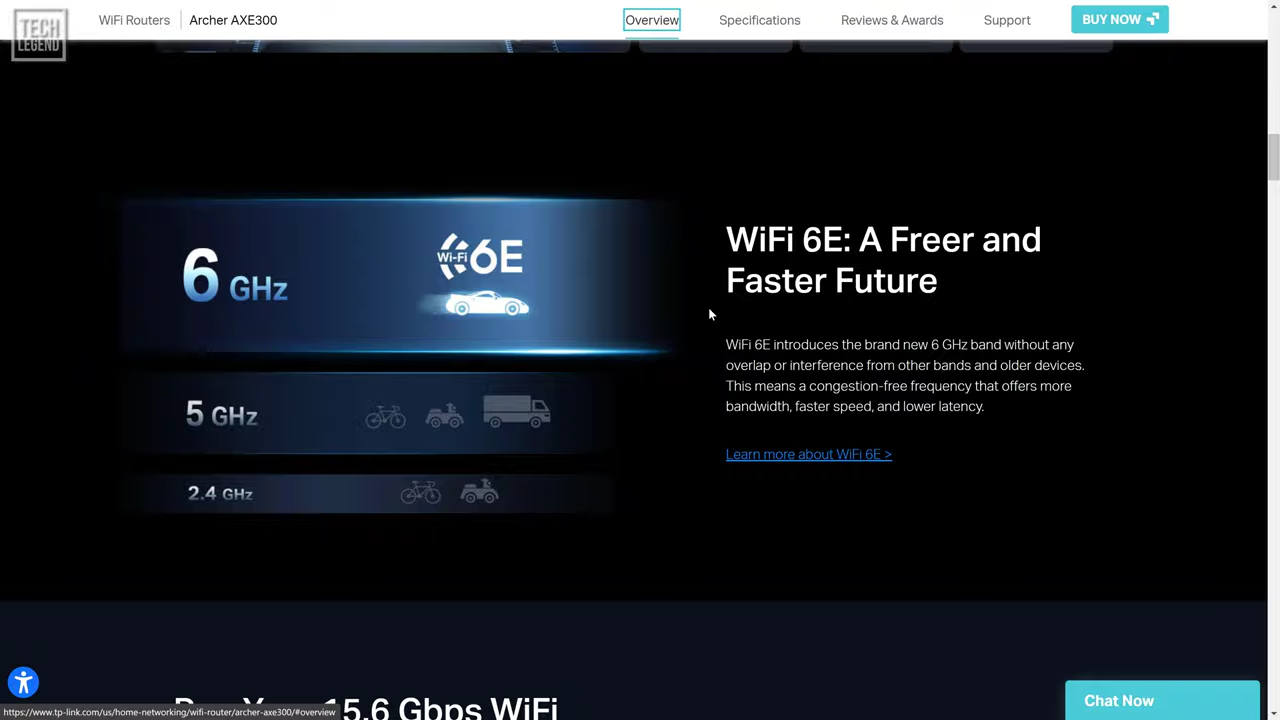 TECH
LEGEND
WiFi Routers
Archer AXE300
Overview
Specifications
Reviews & Awards
Support
BUY NOW
6 GHz
Wi-Fi 6E
5 GHz
2.4 GHz
WiFi 6E: A Freer and
Faster Future
WiFi 6E introduces the brand new 6 GHz band without any
overlap or interference from other bands and older devices.
This means a congestion-free frequency that offers more
bandwidth, faster speed, and lower latency.
Learn more about WiFi 6E >
15.6 Gbps WiFi
Chat Now
https://www.tp-link.com/us/home-networking/wifi-router/archer-axe300/#overview